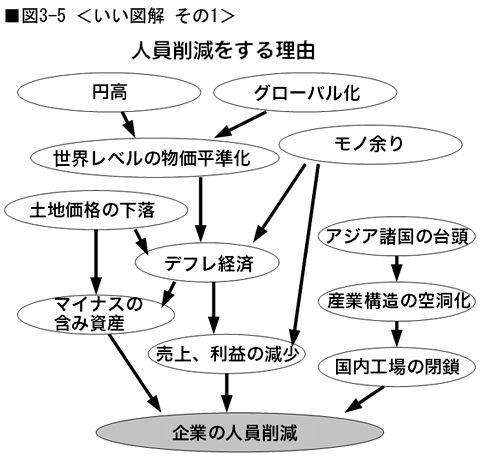 ■図3-5 <いい図解 その1>
人員削減をする理由
円高
グローバル化
世界レベルの物価平準化
モノ余り
土地価格の下落
アジア諸国の台頭
デフレ経済
マイナスの
含み資産
産業構造の空洞化
売上、利益の減少
国内工場の閉鎖
企業の人員削減